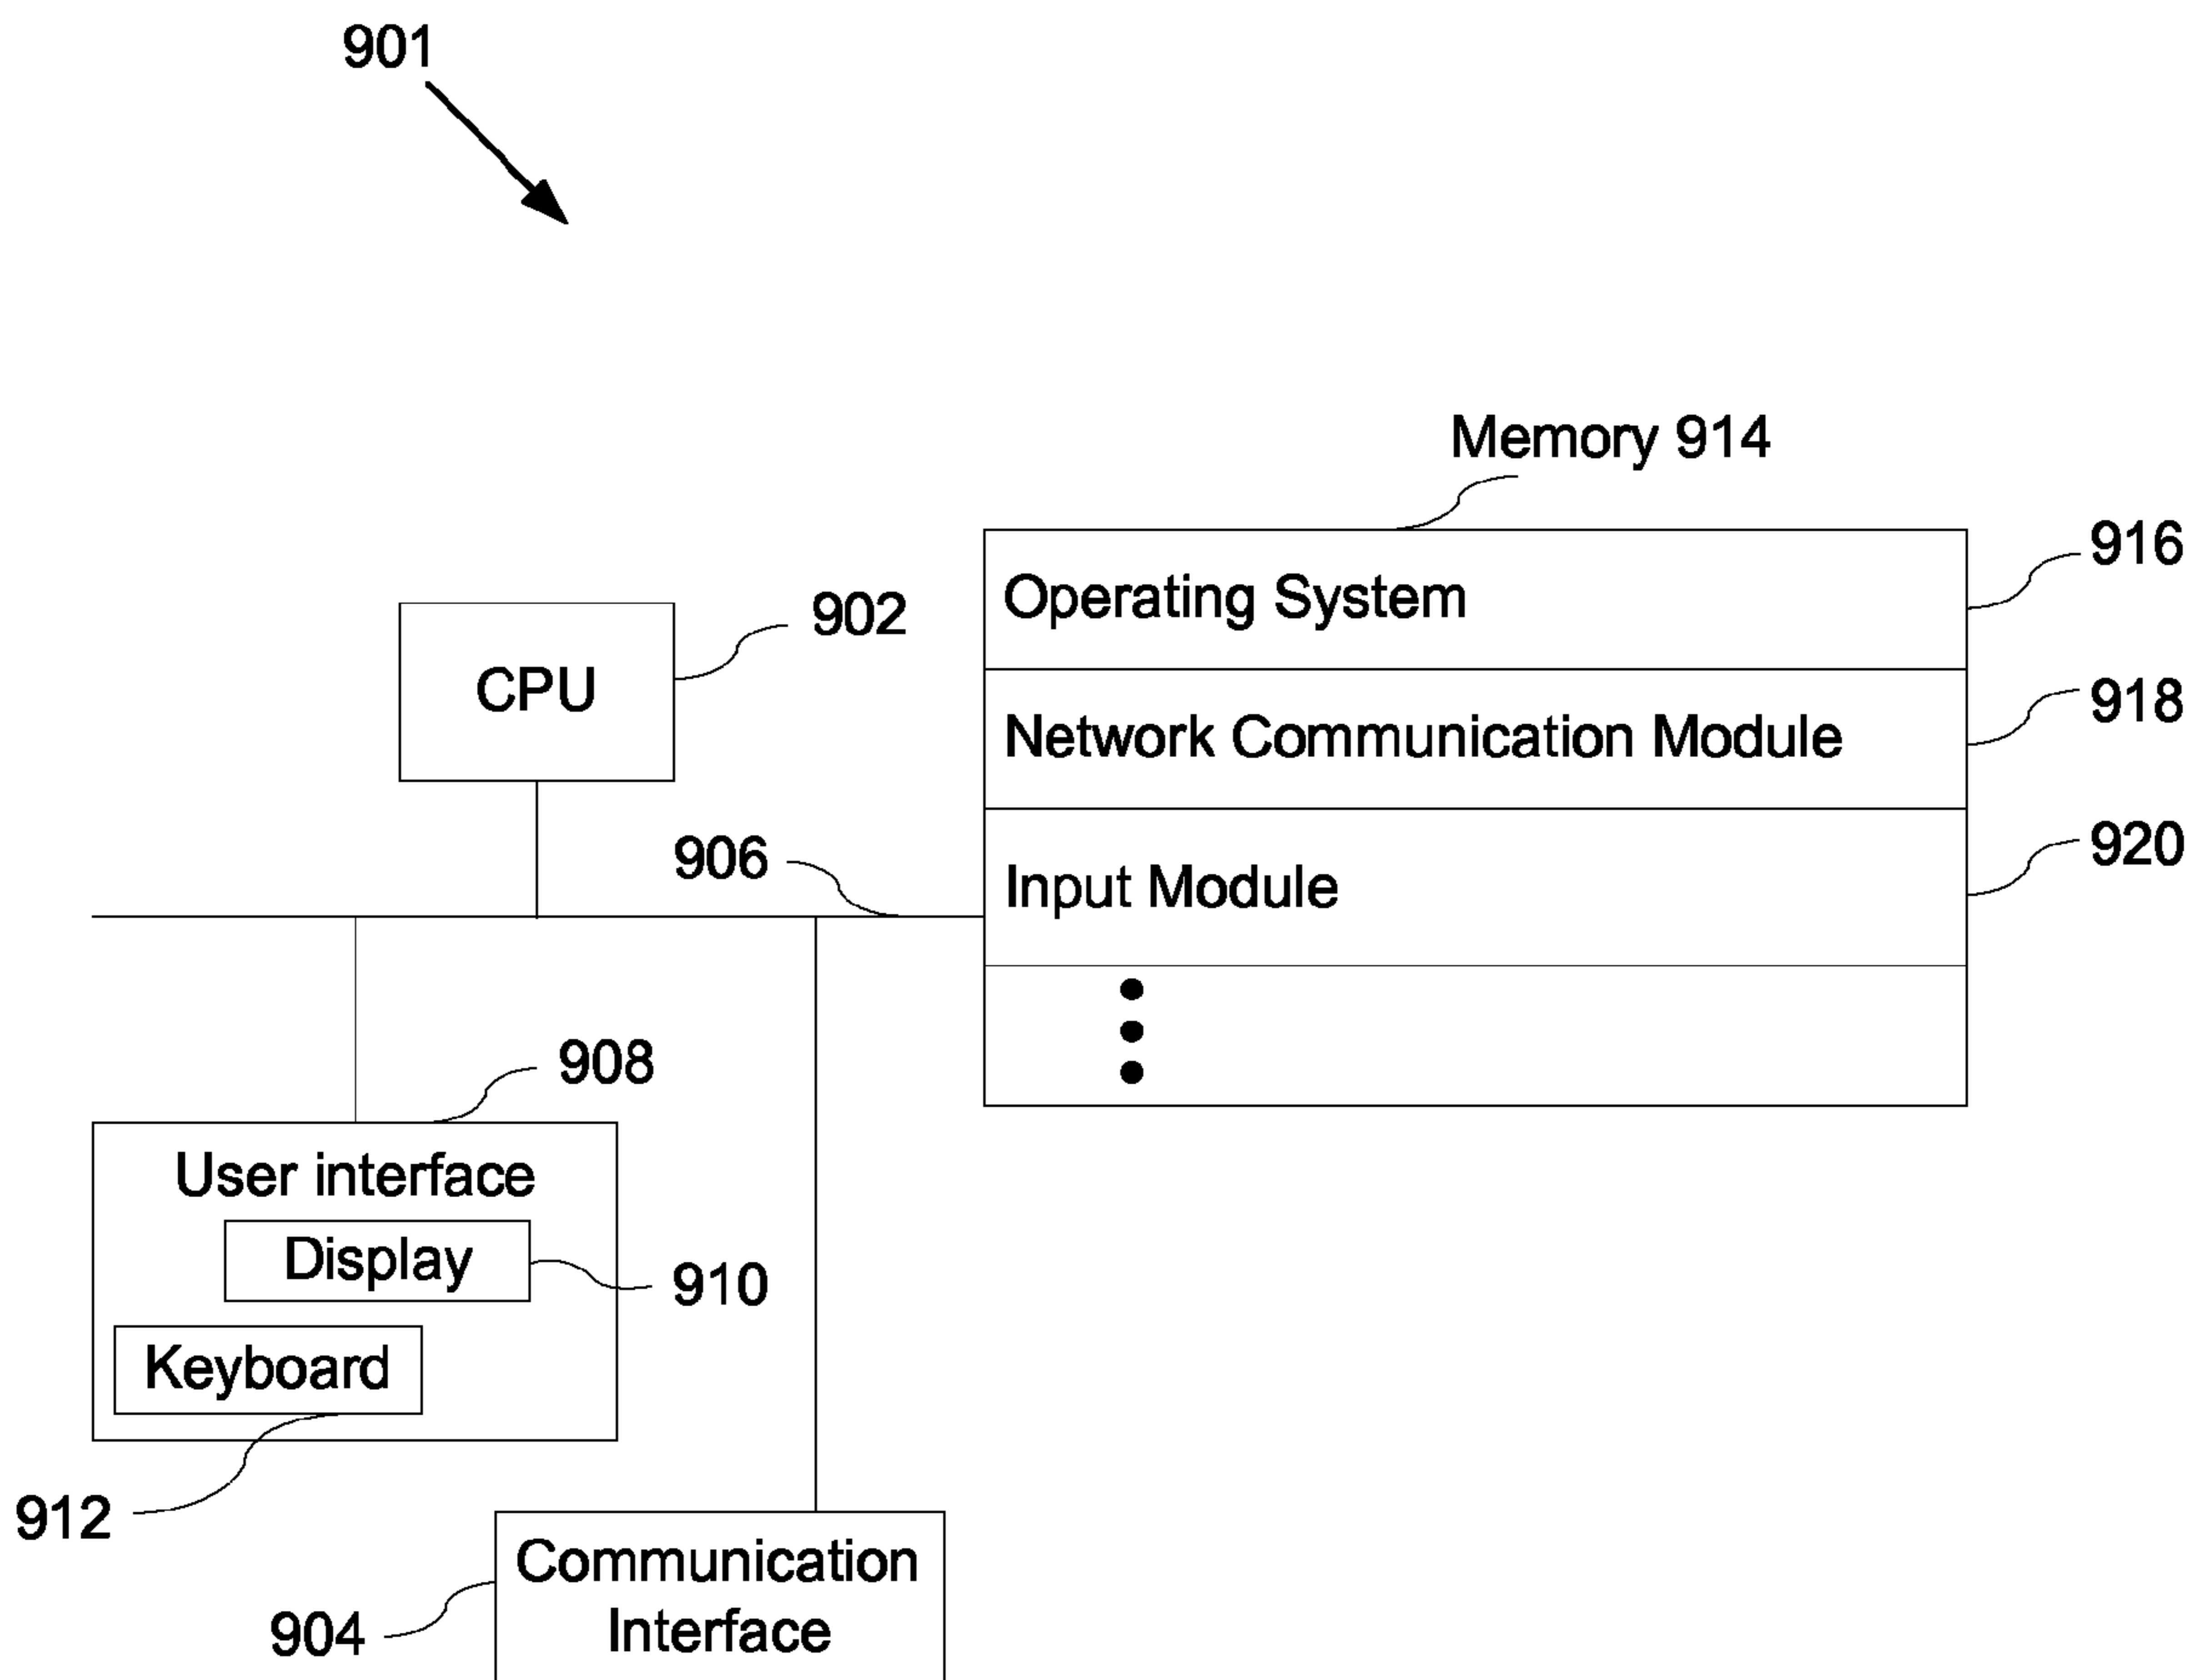 901
Memory 914
916
Operating System
902
CPU
918
Network Communication Module
906
920
Input Module
908
User interface
Display
910
Keyboard
912
Communication
Interface
904